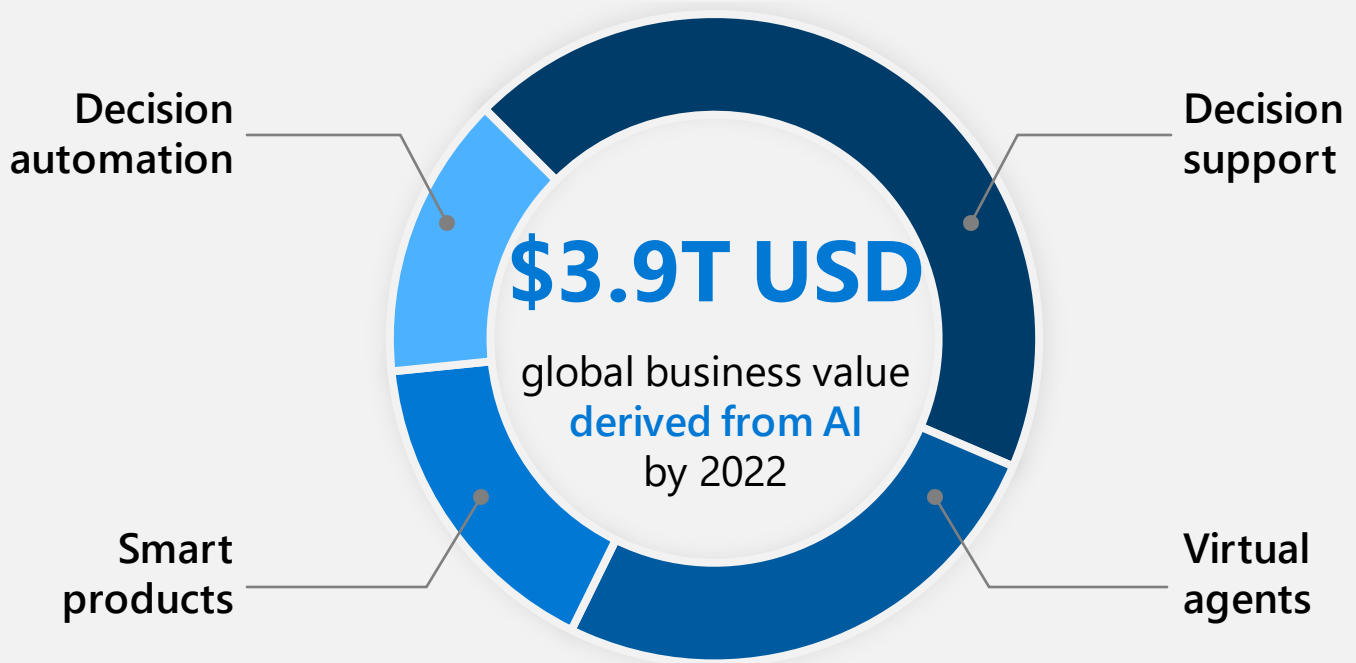 Decision
automation
Decision
support
$3.9T USD
global business value
derived from AI
by 2022
Smart
products
Virtual
agents